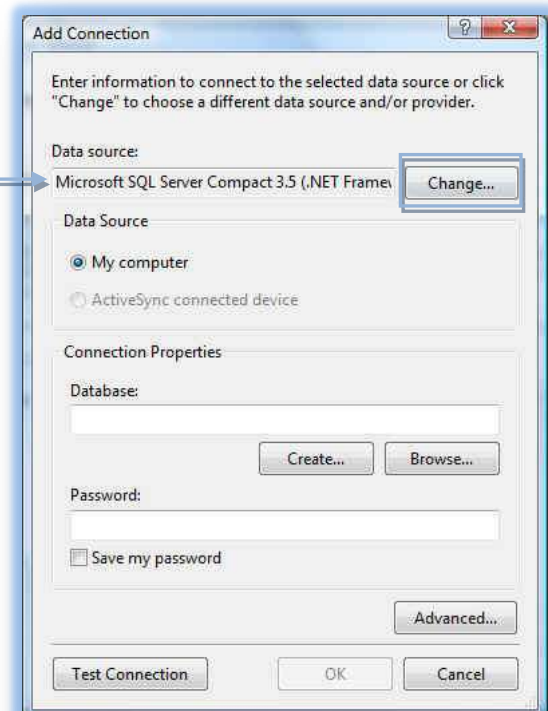 Add Connection
Enter information to connect to the selected data source or click
"Change" to choose a different data source and/or provider.
Data source:
Microsoft SQL Server Compact 3.5 (.NET Framew
Change...
Data Source
My computer
ActiveSync connected device
Connection Properties
Database:
Create...
Browse...
Password:
Save my password
Advanced...
Test Connection
OK
Cancel